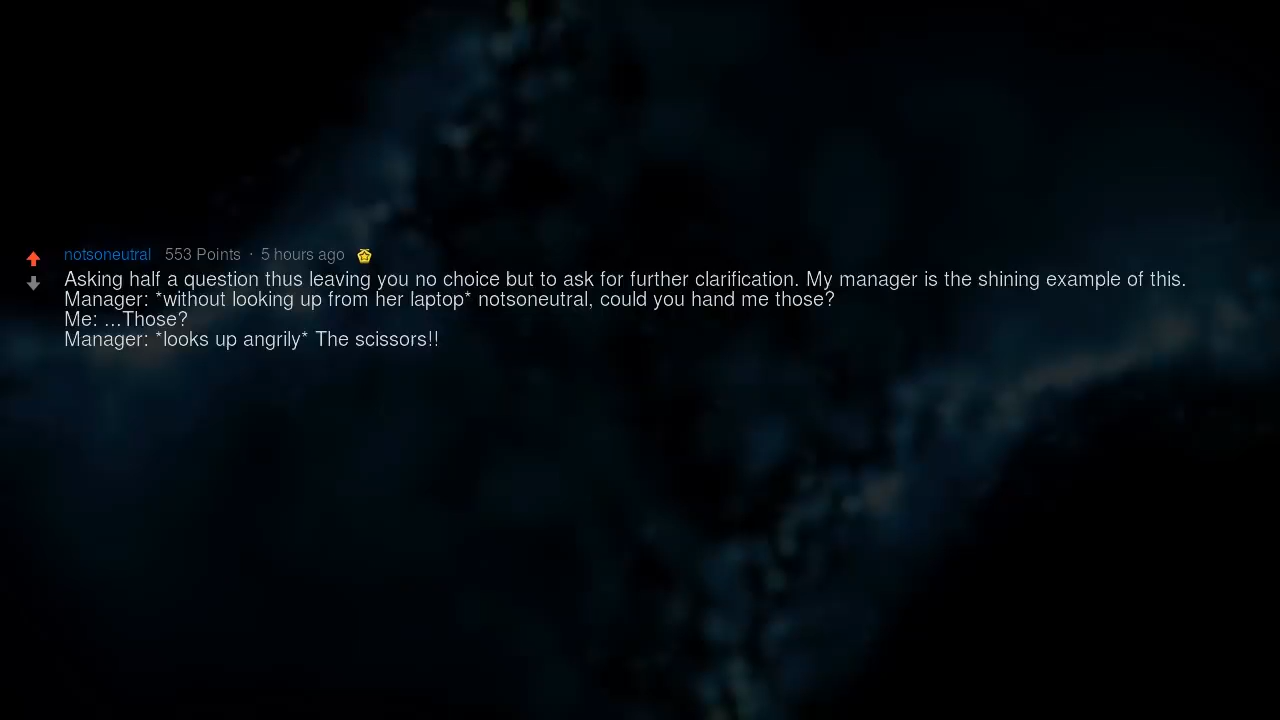 notsoneutral 553 Points · 5 hours ago
Asking half a question thus leaving you no choice but to ask for further clarification. My manager is the shining example of this.
Manager: *without looking up from her laptop* notsoneutral, could you hand me those?
Me: ...Those?
Manager: *looks up angrily* The scissors!!